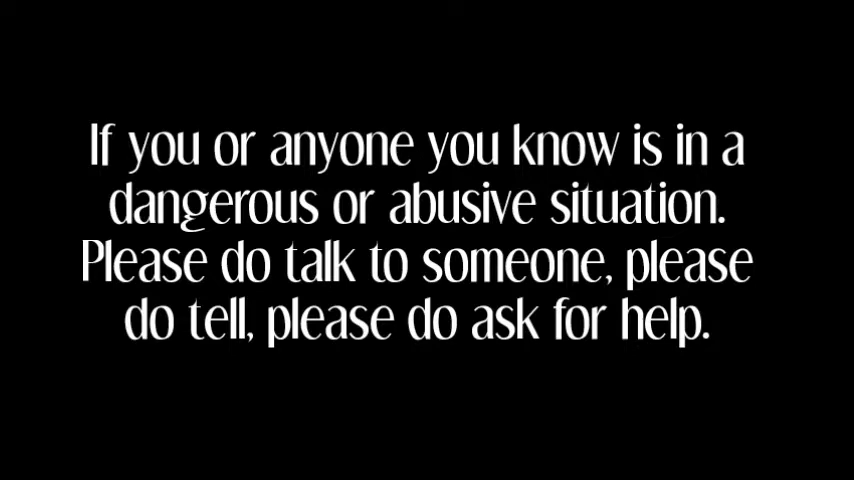 If you or anyone you know is in a
dangerous or abusive situation.
Please do talk to someone, please
do tell, please do ask for help.